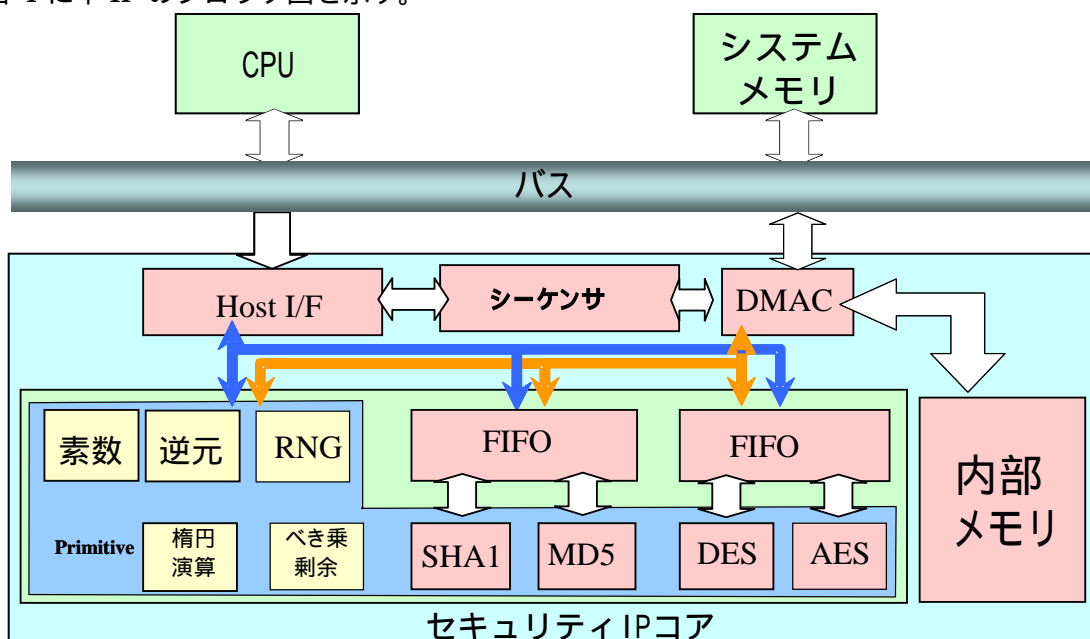 CPU
システム
メモリ
バス
Host I/F
シーケンサ
DMAC
素数
逆元
RNG
FIFO
FIFO
内部
メモリ
Primitive
楕円
演算
べき乗
剰余
SHA1
MD5
DES
AES
セキュリティIPコア